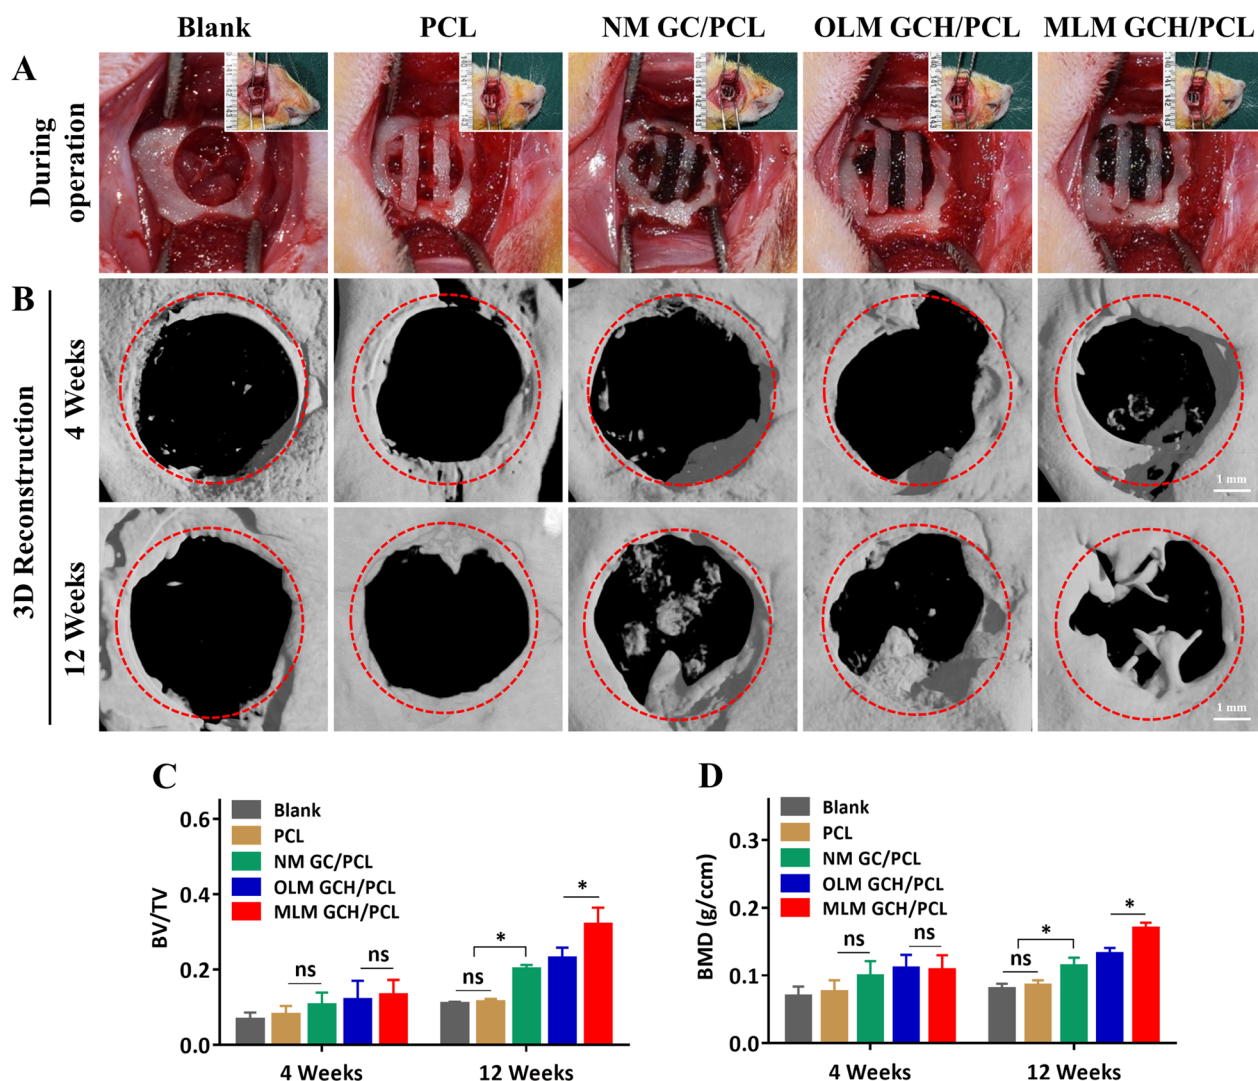 Blank PCL NM GC/PCL OLM GCH/PCL MLM GCH/PCL
A
During
operation
B
3D Reconstruction
4 Weeks
1 mm
12 Weeks
1 mm
C
BV/TV
0.6
0.4
0.2
0.0
Blank
PCL
NM GC/PCL
OLM GCH/PCL
MLM GCH/PCL
ns
ns
ns
*
*
4 Weeks
12 Weeks
D
BMD (g/ccm)
0.3
0.2
0.1
0.0
Blank
PCL
NM GC/PCL
OLM GCH/PCL
MLM GCH/PCL
ns
ns
ns
*
*
4 Weeks
12 Weeks